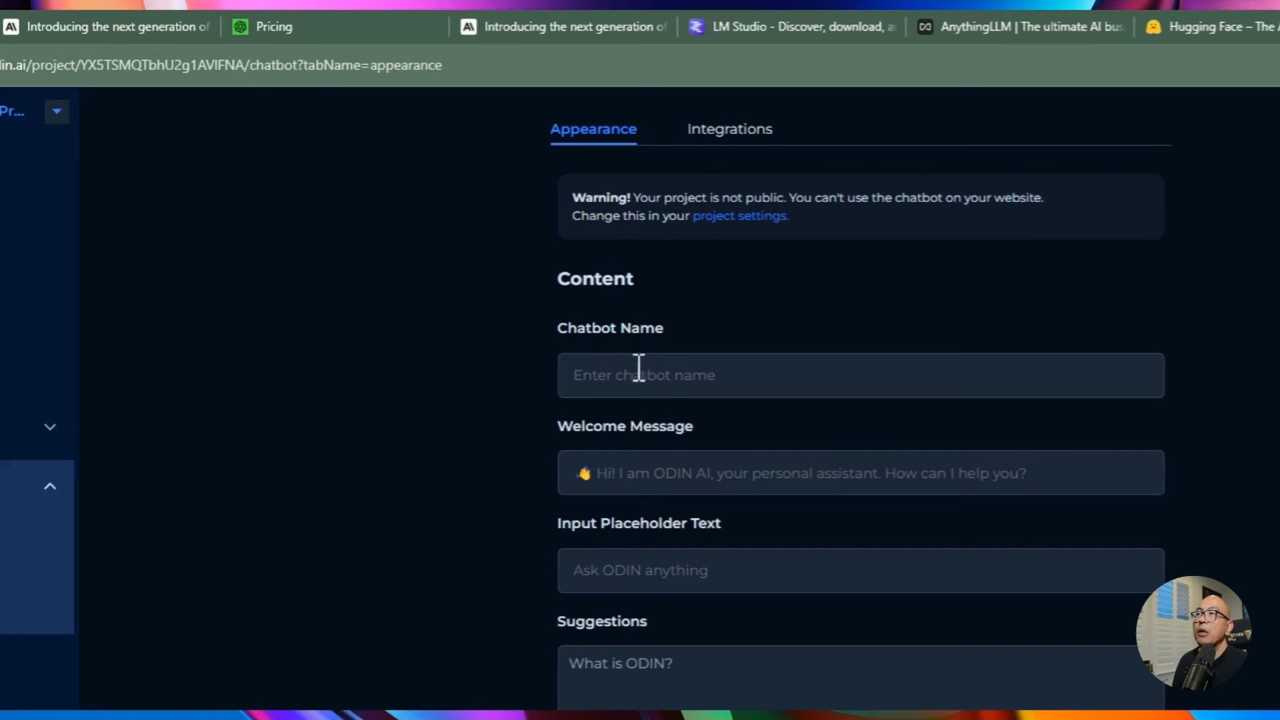 Introducing the next generation of
Pricing
Introducing the next generation of
LM Studio - Discover, download,
AnythingLLM | The ultimate AI bus
Hugging Face – The A
lin.ai/project/YX5TSMQTbhU2g1AVlFNA/chatbot?tabName=appearance
Pr...
Appearance
Integrations
Warning! Your project is not public. You can't use the chatbot on your website.
Change this in your project settings.
Content
Chatbot Name
Enter chatbot name
Welcome Message
👋 Hi! I am ODIN AI, your personal assistant. How can I help you?
Input Placeholder Text
Ask ODIN anything
Suggestions
What is ODIN?